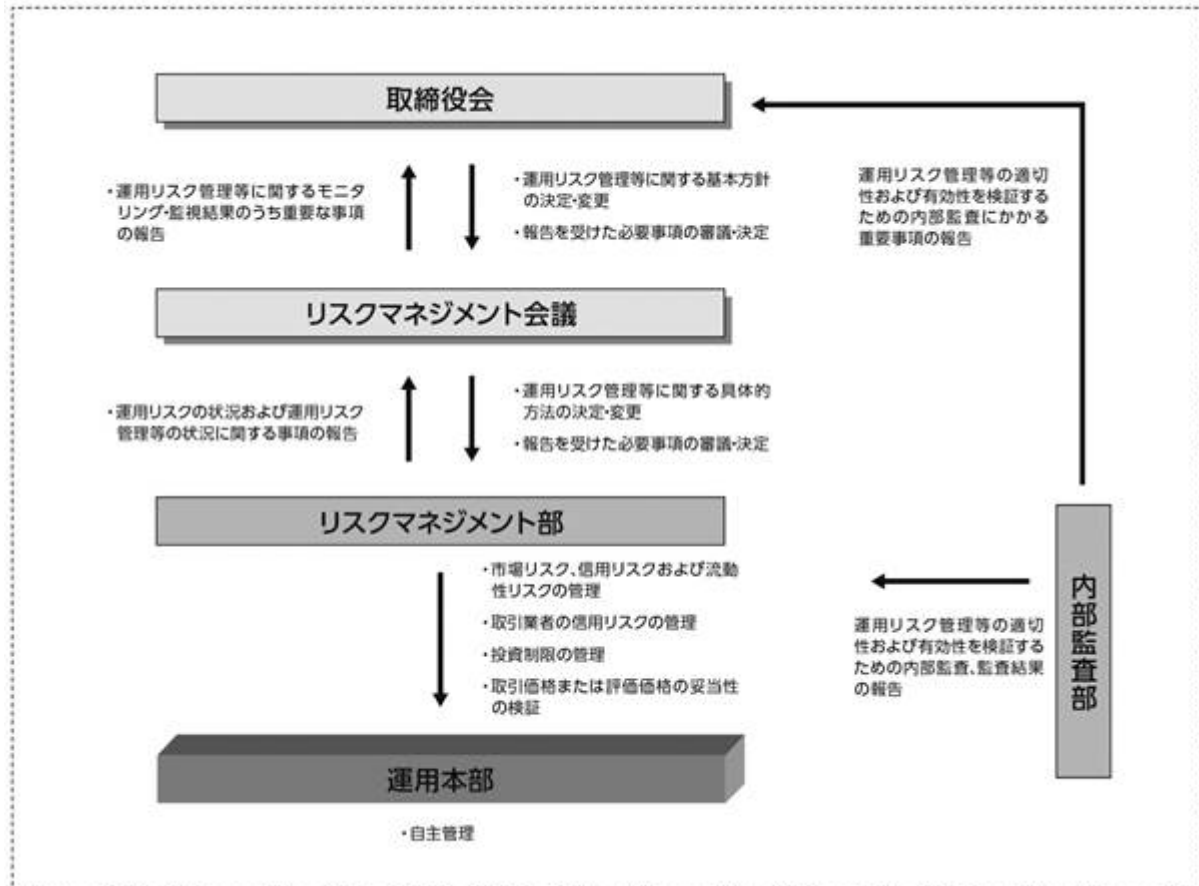 取締役会
・運用リスク管理等に関するモニタ
リング・監視結果のうち重要な事項
の報告
・運用リスク管理等に関する基本方針
の決定・変更
・報告を受けた必要事項の審議・決定
運用リスク管理等の適切
性および有効性を検証する
ための内部監査にかかる
重要事項の報告
リスクマネジメント会議
・運用リスクの状況および運用リスク
管理等の状況に関する事項の報告
・運用リスク管理等に関する具体的
方法の決定・変更
・報告を受けた必要事項の審議・決定
リスクマネジメント部
・市場リスク、信用リスクおよび流動
性リスクの管理
・取引業者の信用リスクの管理
・投資制限の管理
・取引価格または評価価格の妥当性
の検証
運用リスク管理等の適切
性および有効性を検証する
ための内部監査、監査結果
の報告
内部監査部
運用本部
・自主管理